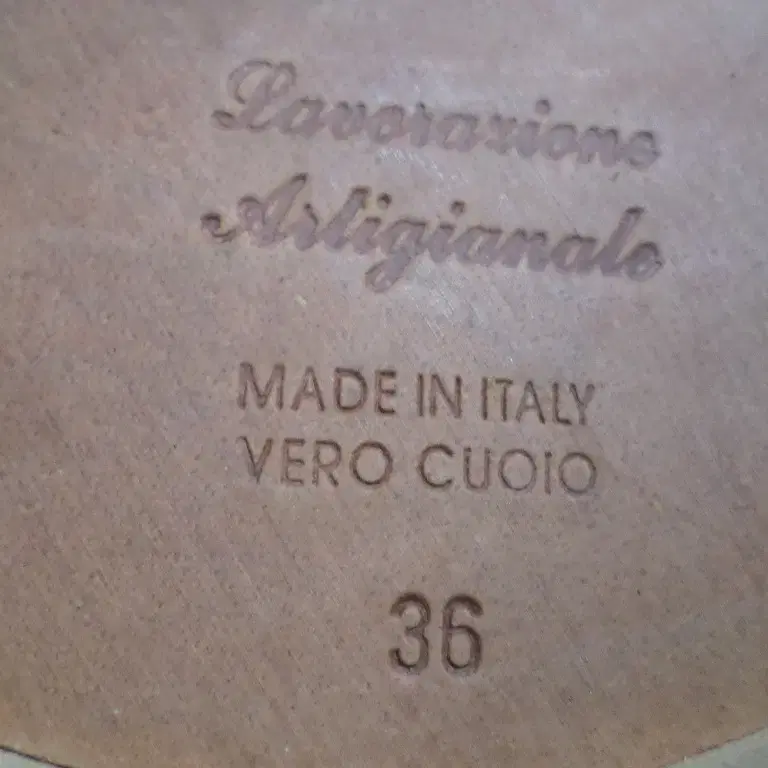 Lavorazione
Artigianale
MADE IN ITALY
VERO CUOIO
36